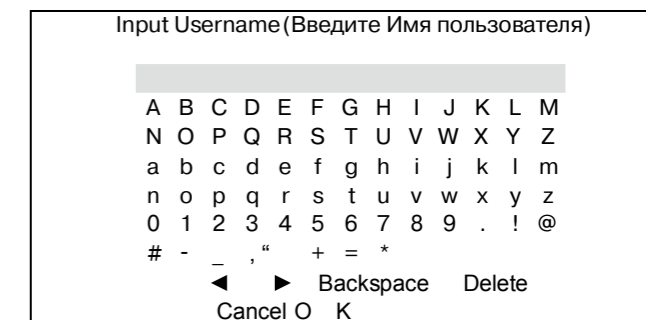 Input Username(Введите Имя пользователя)
A B C D E F G H I J K L M
N O P Q R S T U V W X Y Z
a b c d e f g h i j k l m
n o p q r s t u v w x y z
0 1 2 3 4 5 6 7 8 9 . ! @
# - _ , “ + = *
◄ ► Backspace Delete
Cancel O K